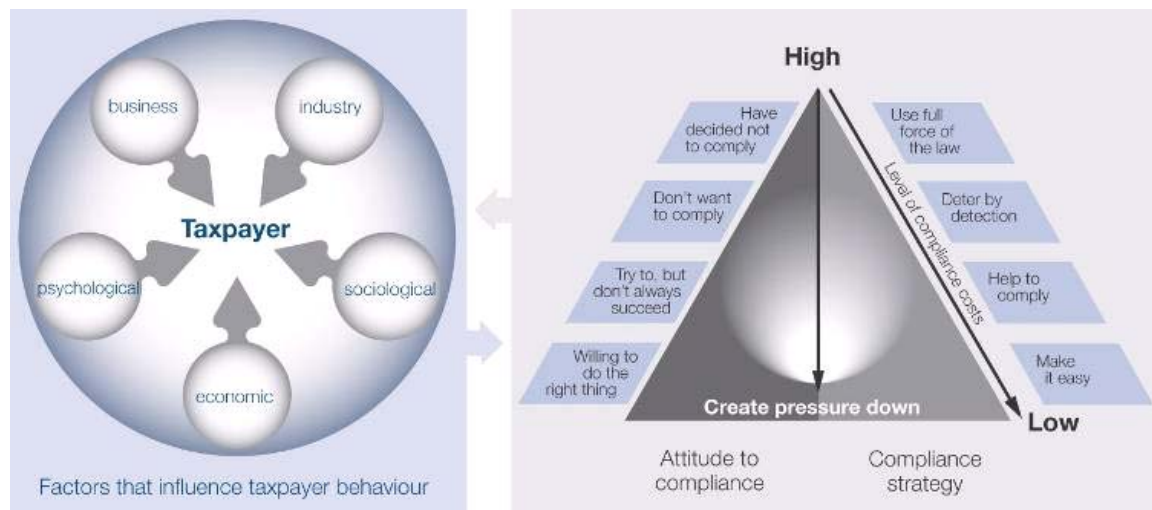 business
industry
Taxpayer
psychological
sociological
economic
Factors that influence taxpayer behaviour
High
Have
decided not
to comply
Don't want
to comply
Try to, but
don't always
succeed
Willing to
do the
right thing
Use full
force of
the law
Deter by
detection
Help to
comply
Make
it easy
Level of compliance costs
Create pressure down
Low
Attitude to
compliance
Compliance
strategy